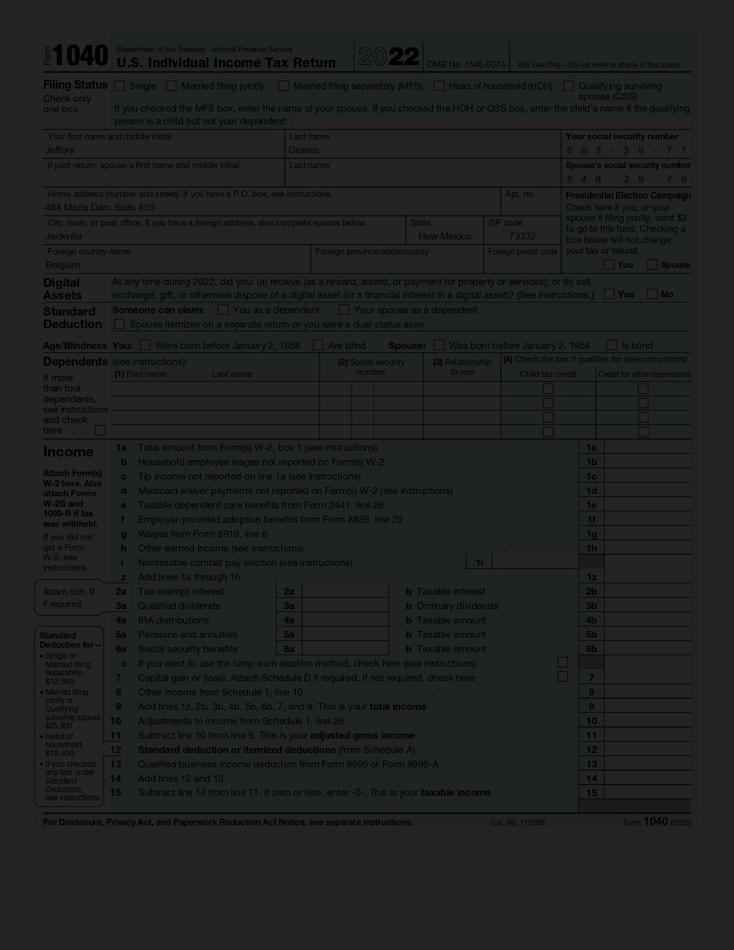 Form 1040 Department of the Treasury—Internal Revenue Service
U.S. Individual Income Tax Return 2022 OMB No. 1545-0074 IRS Use Only—Do not write or staple in this space.
Filing Status Single Married filing jointly Married filing separately (MFS) Head of household (HOH) Qualifying surviving spouse (QSS)
Check only one box.
If you checked the MFS box, enter the name of your spouse. If you checked the HOH or QSS box, enter the child's name if the qualifying
person is a child but not your dependent:
Your first name and middle initial Last name Your social security number
Jeffery Graves 607-59-77
If joint return, spouse's first name and middle initial Last name Spouse's social security number
848-29-79
Home address (number and street). If you have a P.O. box, see instructions. Apt. no.
484 Maria Dam Suite 439
City, town, or post office. If you have a foreign address, also complete spaces below. State ZIP code
Jackville New Mexico 73332
Foreign country name Foreign province/state/county Foreign postal code
Belgium
Presidential Election Campaign
Check here if you, or your
spouse if filing jointly, want $3
to go to this fund. Checking a
box below will not change
your tax or refund.
You Spouse
Digital Assets
At any time during 2022, did you: (a) receive (as a reward, award, or payment for property or services); or (b) sell,
exchange, gift, or otherwise dispose of a digital asset (or a financial interest in a digital asset)? (See instructions.) Yes No
Standard Deduction
Someone can claim: You as a dependent Your spouse as a dependent
Spouse itemizes on a separate return or you were a dual-status alien
Age/Blindness You: Were born before January 2, 1958 Are blind Spouse: Was born before January 2, 1958 Is blind
Dependents (see instructions): (2) Social security number (3) Relationship to you (4) Check the box if qualifies for (see instructions):
(1) First name Last name Child tax credit Credit for other dependents
If more
than four
dependents,
see instructions
and check
here . .
Income
1a Total amount from Form(s) W-2, box 1 (see instructions) 1a
b Household employee wages not reported on Form(s) W-2 1b
c Tip income not reported on line 1a (see instructions) 1c
d Medicaid waiver payments not reported on Form(s) W-2 (see instructions) 1d
e Taxable dependent care benefits from Form 2441, line 26 1e
f Employer-provided adoption benefits from Form 8839, line 29 1f
g Wages from Form 8919, line 6 1g
h Other earned income (see instructions) 1h
i Nontaxable combat pay election (see instructions) 1i
z Add lines 1a through 1h 1z
Attach Form(s)
W-2 here. Also
attach Forms
W-2G and
1099-R if tax
was withheld.
If you did not
get a Form
W-2, see
instructions.
Attach Sch. B
if required.
2a Tax-exempt interest 2a b Taxable interest 2b
3a Qualified dividends 3a b Ordinary dividends 3b
4a IRA distributions 4a b Taxable amount 4b
5a Pensions and annuities 5a b Taxable amount 5b
6a Social security benefits 6a b Taxable amount 6b
c If you elect to use the lump-sum election method, check here (see instructions)
7 Capital gain or (loss). Attach Schedule D if required. If not required, check here 7
8 Other income from Schedule 1, line 10 8
9 Add lines 1z, 2b, 3b, 4b, 5b, 6b, 7, and 8. This is your total income 9
10 Adjustments to income from Schedule 1, line 26 10
11 Subtract line 10 from line 9. This is your adjusted gross income 11
12 Standard deduction or itemized deductions (from Schedule A) 12
13 Qualified business income deduction from Form 8995 or Form 8995-A 13
14 Add lines 12 and 13 14
15 Subtract line 14 from line 11. If zero or less, enter -0-. This is your taxable income 15
Standard
Deduction for—
• Single or
Married filing
separately,
$12,950
• Married filing
jointly or
Qualifying
surviving spouse,
$25,900
• Head of
household,
$19,400
• If you checked
any box under
Standard
Deduction,
see instructions.
For Disclosure, Privacy Act, and Paperwork Reduction Act Notice, see separate instructions. Cat. No. 11320B Form 1040 (2022)